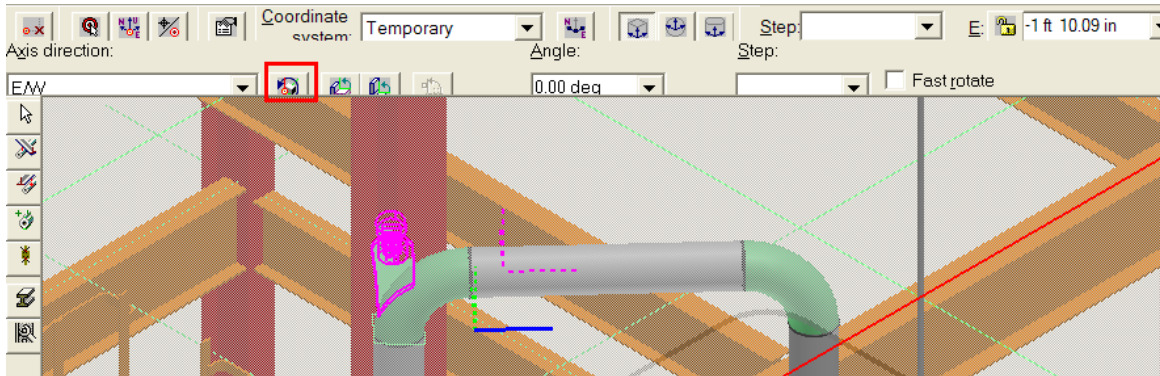 Coordinate system: Temporary Step: E: -1 ft 10.09 in
Axis direction: Angle: Step:
E/W 0.00 deg Fast rotate